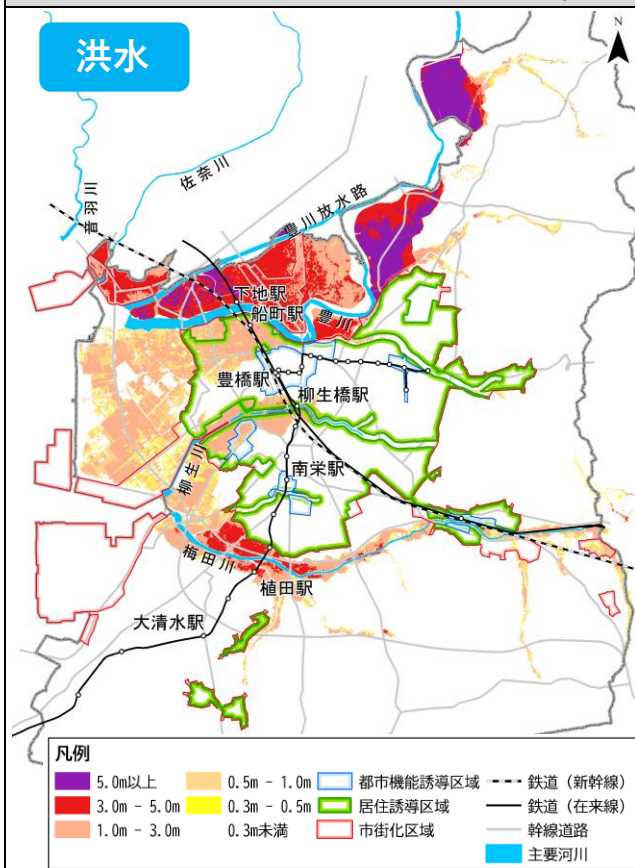 洪水
N
音羽川
佐奈川
豊川放水路
下地駅
船町駅
豊川
豊橋駅
柳生橋駅
南栄駅
柳生川
梅田川
植田駅
大清水駅
凡例
5.0m以上 0.5m - 1.0m 都市機能誘導区域 鉄道（新幹線）
3.0m - 5.0m 0.3m - 0.5m 居住誘導区域 鉄道（在来線）
1.0m - 3.0m 0.3m未満 市街化区域 幹線道路
主要河川